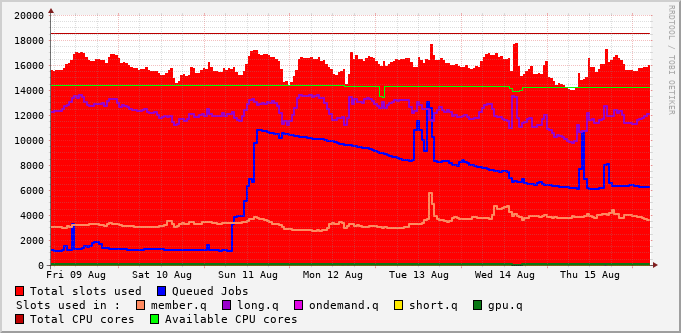 20000
18000
16000
14000
12000
10000
8000
6000
4000
2000
0
Fri 09 Aug Sat 10 Aug Sun 11 Aug Mon 12 Aug Tue 13 Aug Wed 14 Aug Thu 15 Aug
Total slots used Queued Jobs
Slots used in : member.q long.q ondemand.q short.q gpu.q
Total CPU cores Available CPU cores
RRDTOOL / TOBI OETIKER